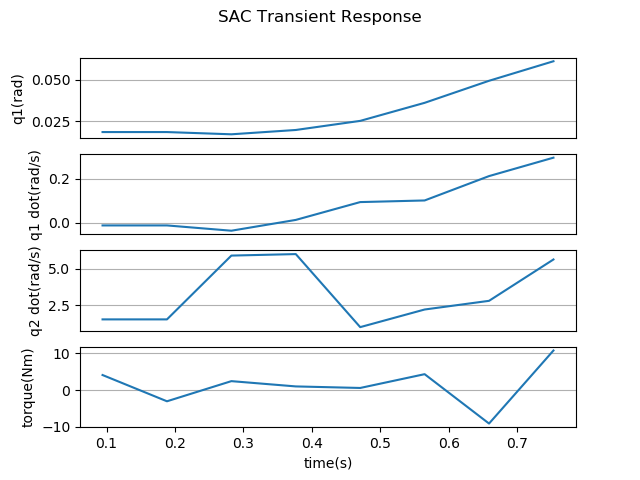 SAC Transient Response
q1(rad)
0.050
0.025
q1 dot(rad/s)
0.2
0.0
q2 dot(rad/s)
5.0
2.5
torque(Nm)
10
0
−10
0.1 0.2 0.3 0.4 0.5 0.6 0.7
time(s)